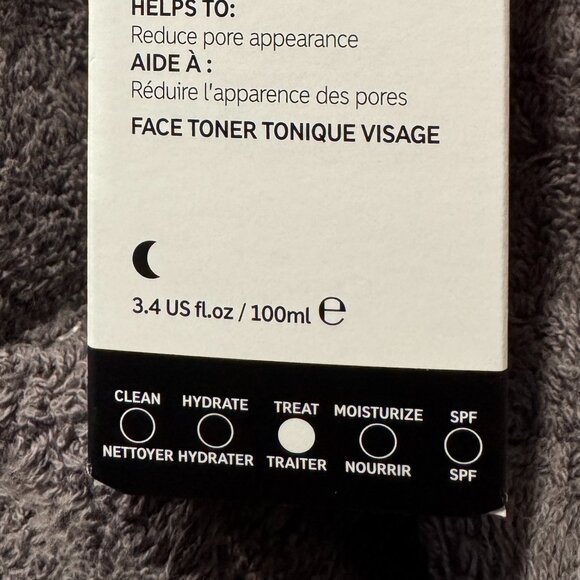 HELPS TO:
Reduce pore appearance
AIDE À :
Réduire l'apparence des pores
FACE TONER TONIQUE VISAGE
3.4 US fl.oz / 100ml ℮
CLEAN HYDRATE TREAT MOISTURIZE SPF
NETTOYER HYDRATER TRAITER NOURRIR SPF